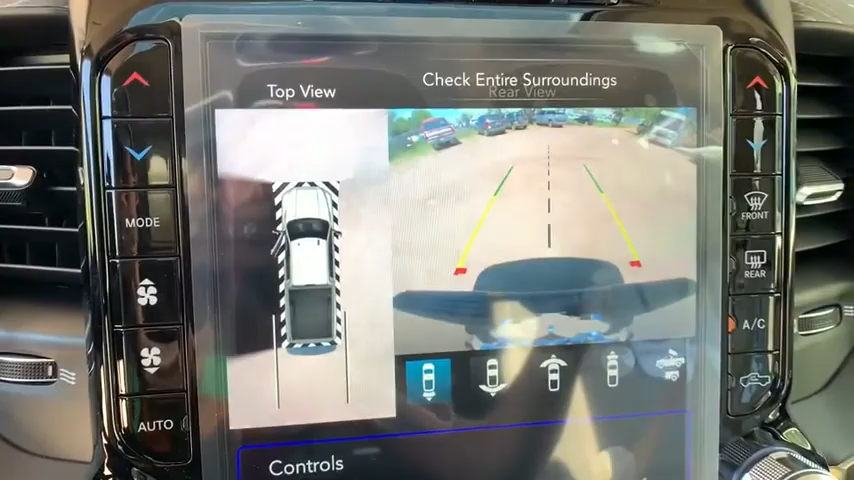 Check Entire Surroundings
Top View
Rear View
MODE
AUTO
FRONT
REAR
A/C
Controls